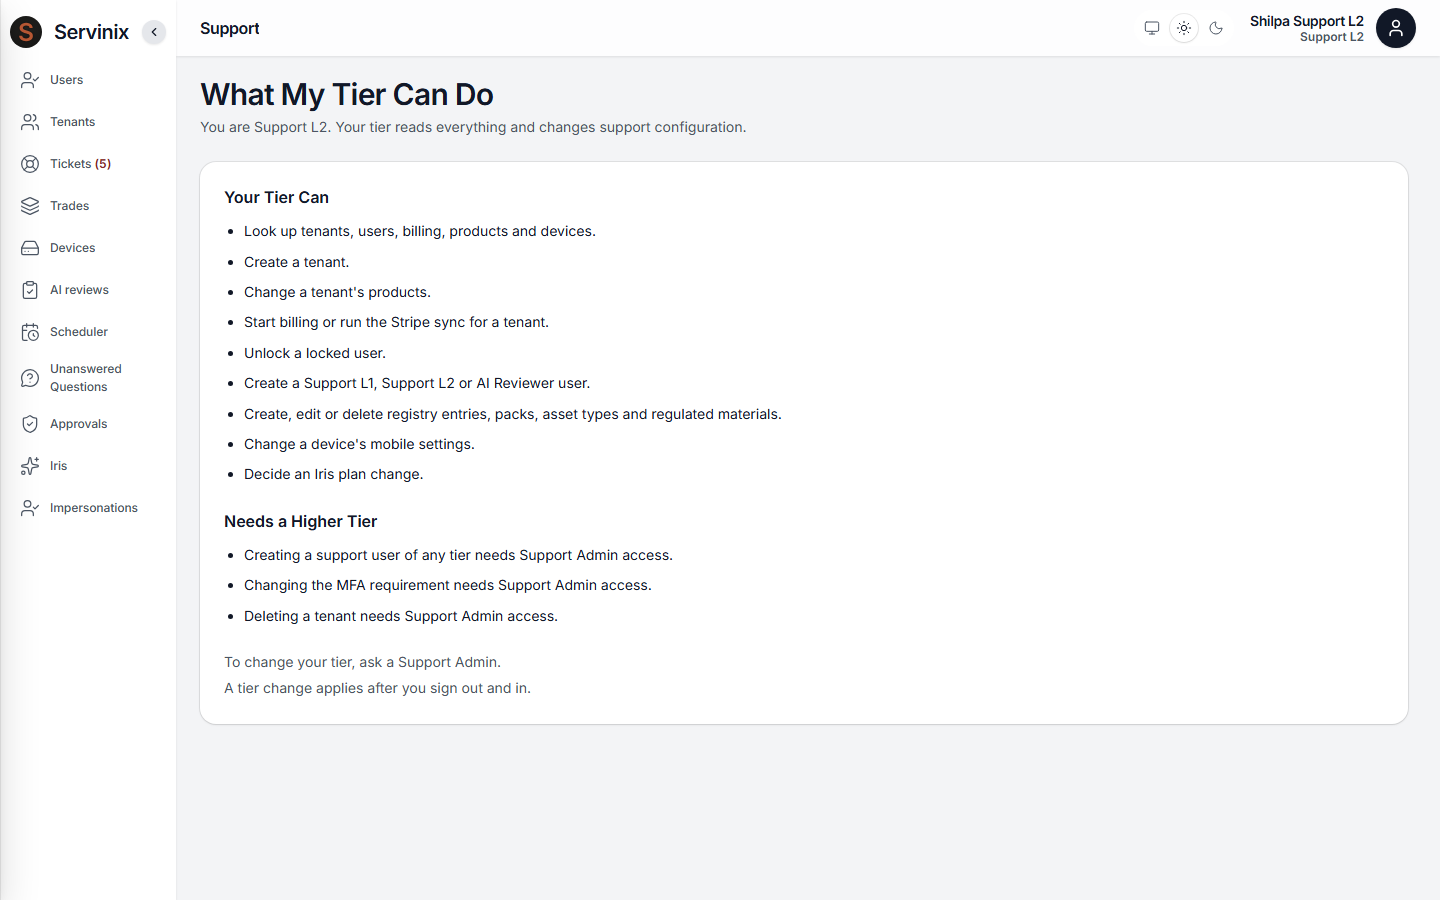 S Servinix
Users
Tenants
Tickets (5)
Trades
Devices
AI reviews
Scheduler
Unanswered
Questions
Approvals
Iris
Impersonations
Support
Shilpa Support L2
Support L2
What My Tier Can Do
You are Support L2. Your tier reads everything and changes support configuration.
Your Tier Can
• Look up tenants, users, billing, products and devices.
• Create a tenant.
• Change a tenant's products.
• Start billing or run the Stripe sync for a tenant.
• Unlock a locked user.
• Create a Support L1, Support L2 or AI Reviewer user.
• Create, edit or delete registry entries, packs, asset types and regulated materials.
• Change a device's mobile settings.
• Decide an Iris plan change.
Needs a Higher Tier
• Creating a support user of any tier needs Support Admin access.
• Changing the MFA requirement needs Support Admin access.
• Deleting a tenant needs Support Admin access.
To change your tier, ask a Support Admin.
A tier change applies after you sign out and in.